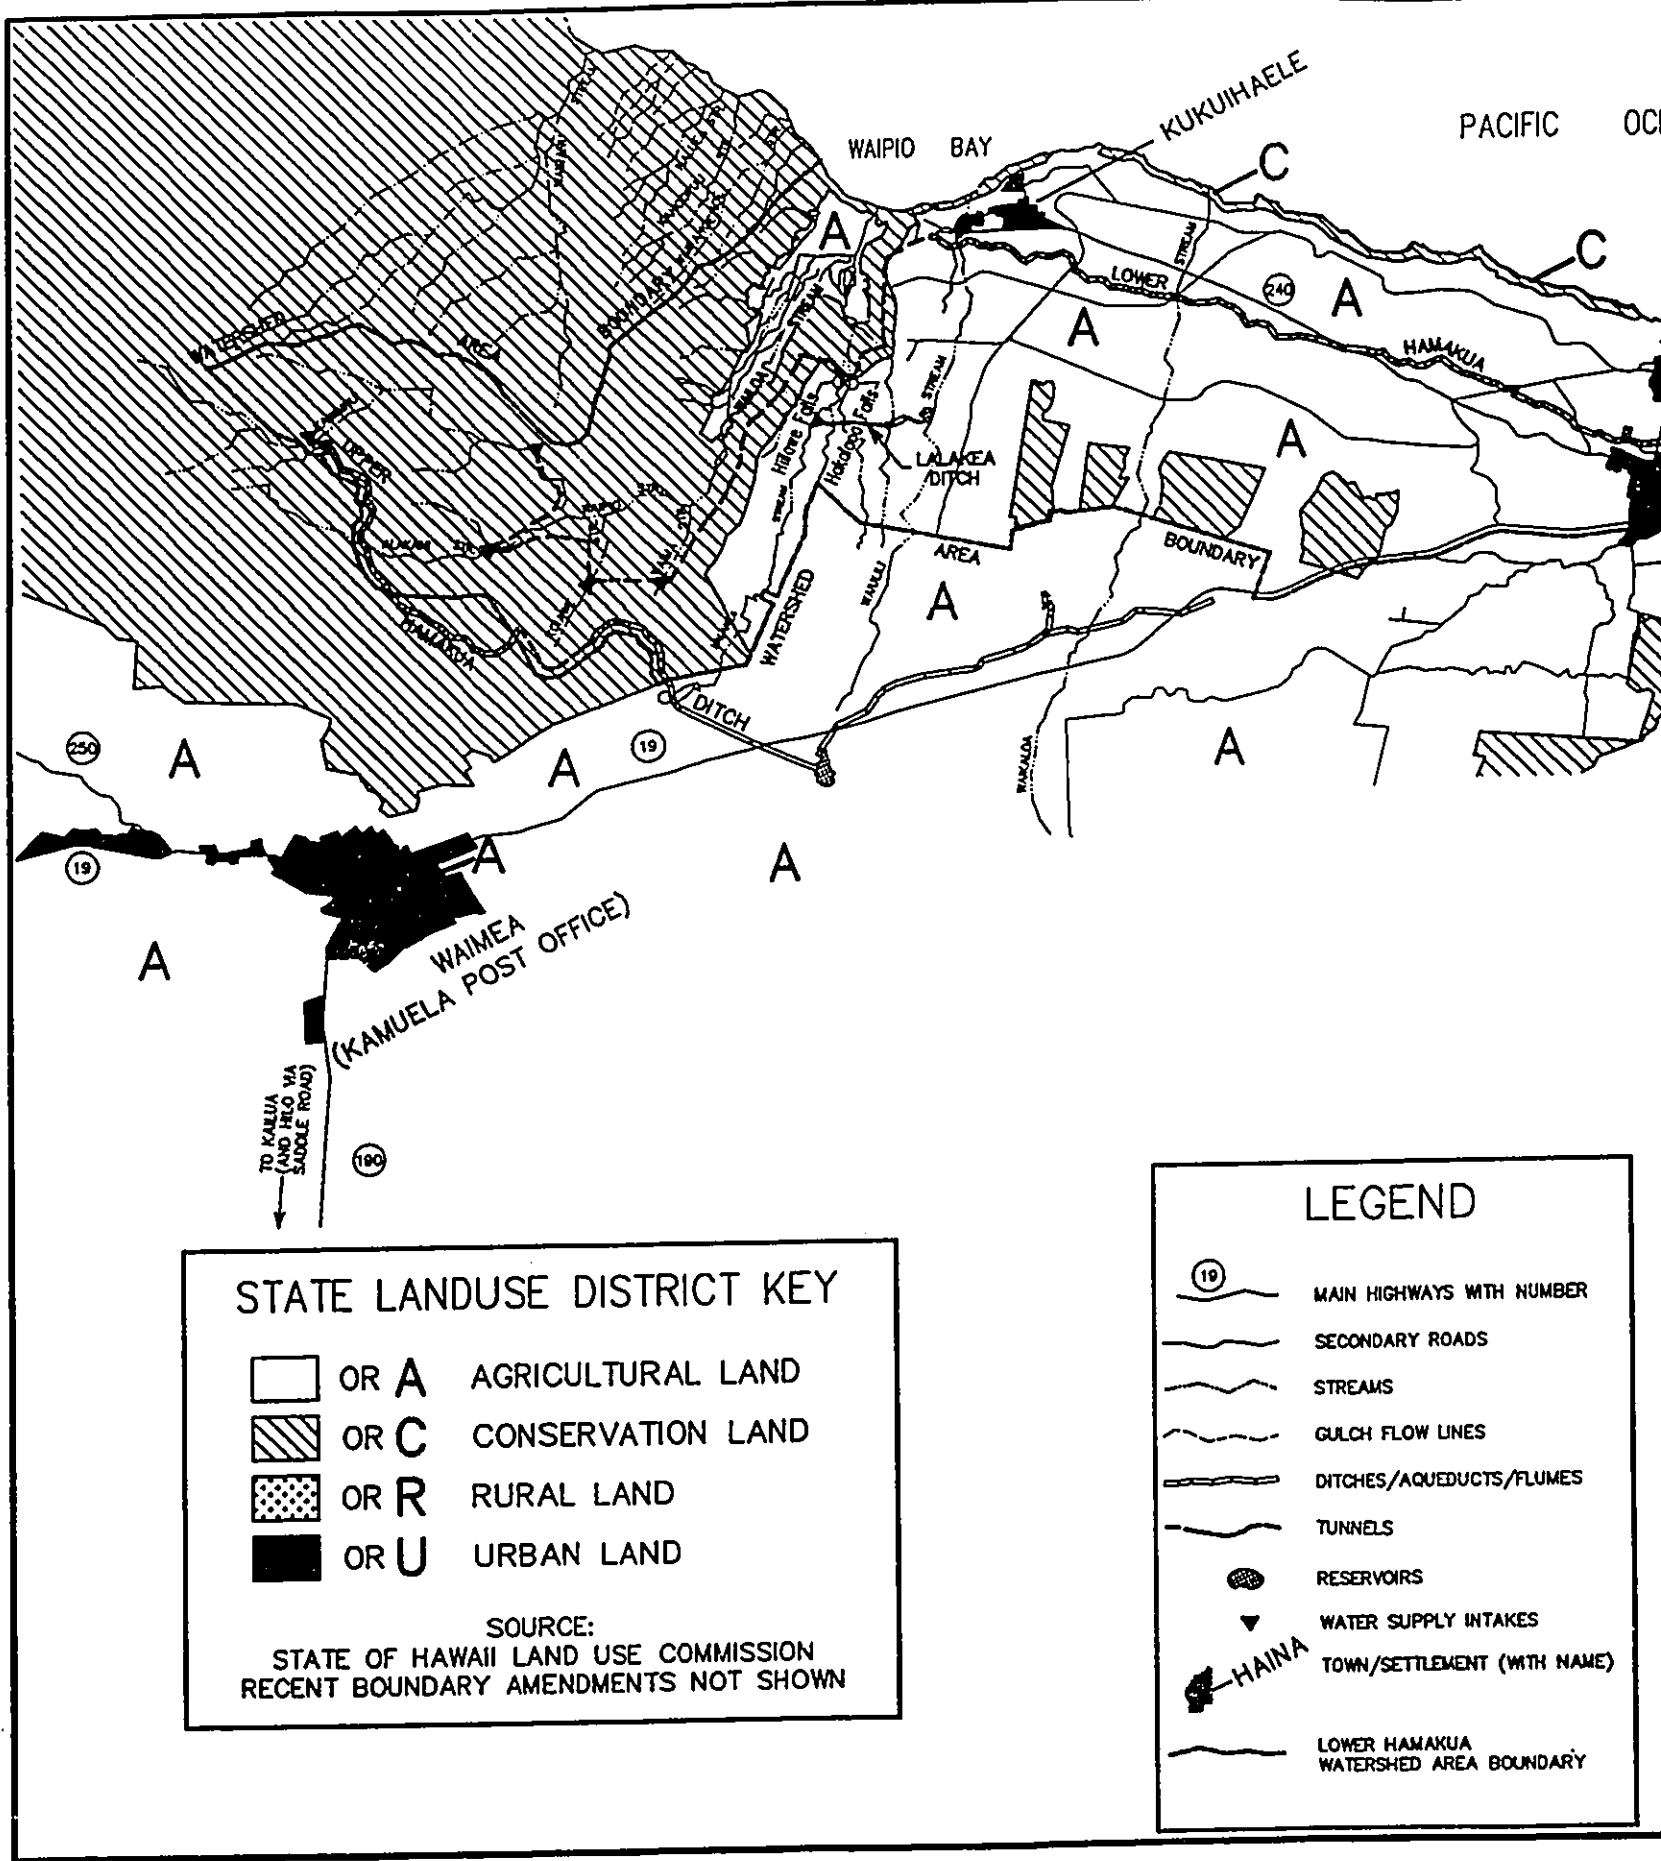 KUKUIHAELE
PACIFIC OC
WAIPIO BAY
C
STREAM
A
C
STREAM
LOWER
240
A
A
HAMAKUA
WATERSHED
AREA
BOUNDARY
STREAM
STREAM
Hiilawe Falls
Hakalaoa Falls
A
LALAKEA
DITCH
UPPER
AREA
BOUNDARY
A
WATERSHED
HAMAKUA
DITCH
250
A
A
19
A
19
A
A
A
WAIMEA
(KAMUELA POST OFFICE)
TO KAILUA
(AND HILO VIA
SADDLE ROAD)
190
LEGEND
19
MAIN HIGHWAYS WITH NUMBER
SECONDARY ROADS
STREAMS
GULCH FLOW LINES
DITCHES/AQUEDUCTS/FLUMES
TUNNELS
RESERVOIRS
WATER SUPPLY INTAKES
HAINA TOWN/SETTLEMENT (WITH NAME)
LOWER HAMAKUA
WATERSHED AREA BOUNDARY
STATE LANDUSE DISTRICT KEY
OR A AGRICULTURAL LAND
OR C CONSERVATION LAND
OR R RURAL LAND
OR U URBAN LAND
SOURCE:
STATE OF HAWAII LAND USE COMMISSION
RECENT BOUNDARY AMENDMENTS NOT SHOWN